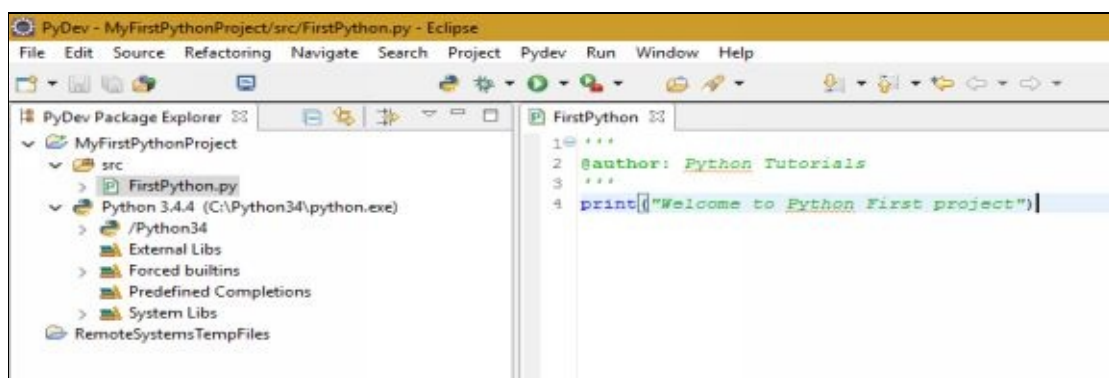 PyDev - MyFirstPythonProject/src/FirstPython.py - Eclipse
File Edit Source Refactoring Navigate Search Project Pydev Run Window Help
PyDev Package Explorer
MyFirstPythonProject
src
FirstPython.py
Python 3.4.4 (C:\Python34\python.exe)
/Python34
External Libs
Forced builtins
Predefined Completions
System Libs
RemoteSystemsTempFiles
FirstPython
1 '''
2 @author: Python Tutorials
3 '''
4 print("Welcome to Python First project")